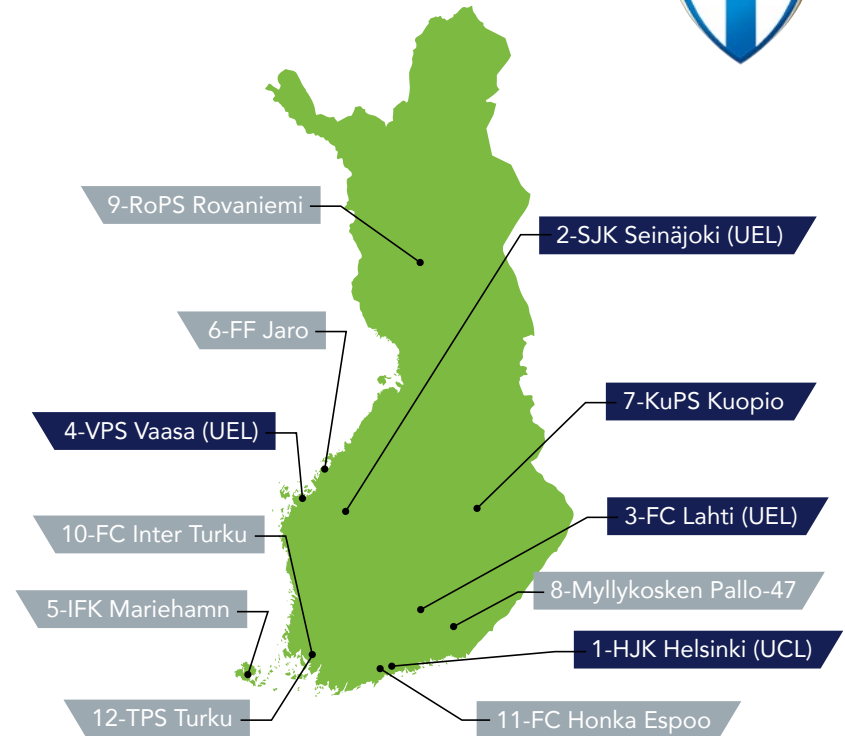 9-RoPS Rovaniemi
2-SJK Seinäjoki (UEL)
6-FF Jaro
7-KuPS Kuopio
4-VPS Vaasa (UEL)
3-FC Lahti (UEL)
10-FC Inter Turku
8-Myllykosken Pallo-47
5-IFK Mariehamn
1-HJK Helsinki (UCL)
12-TPS Turku
11-FC Honka Espoo